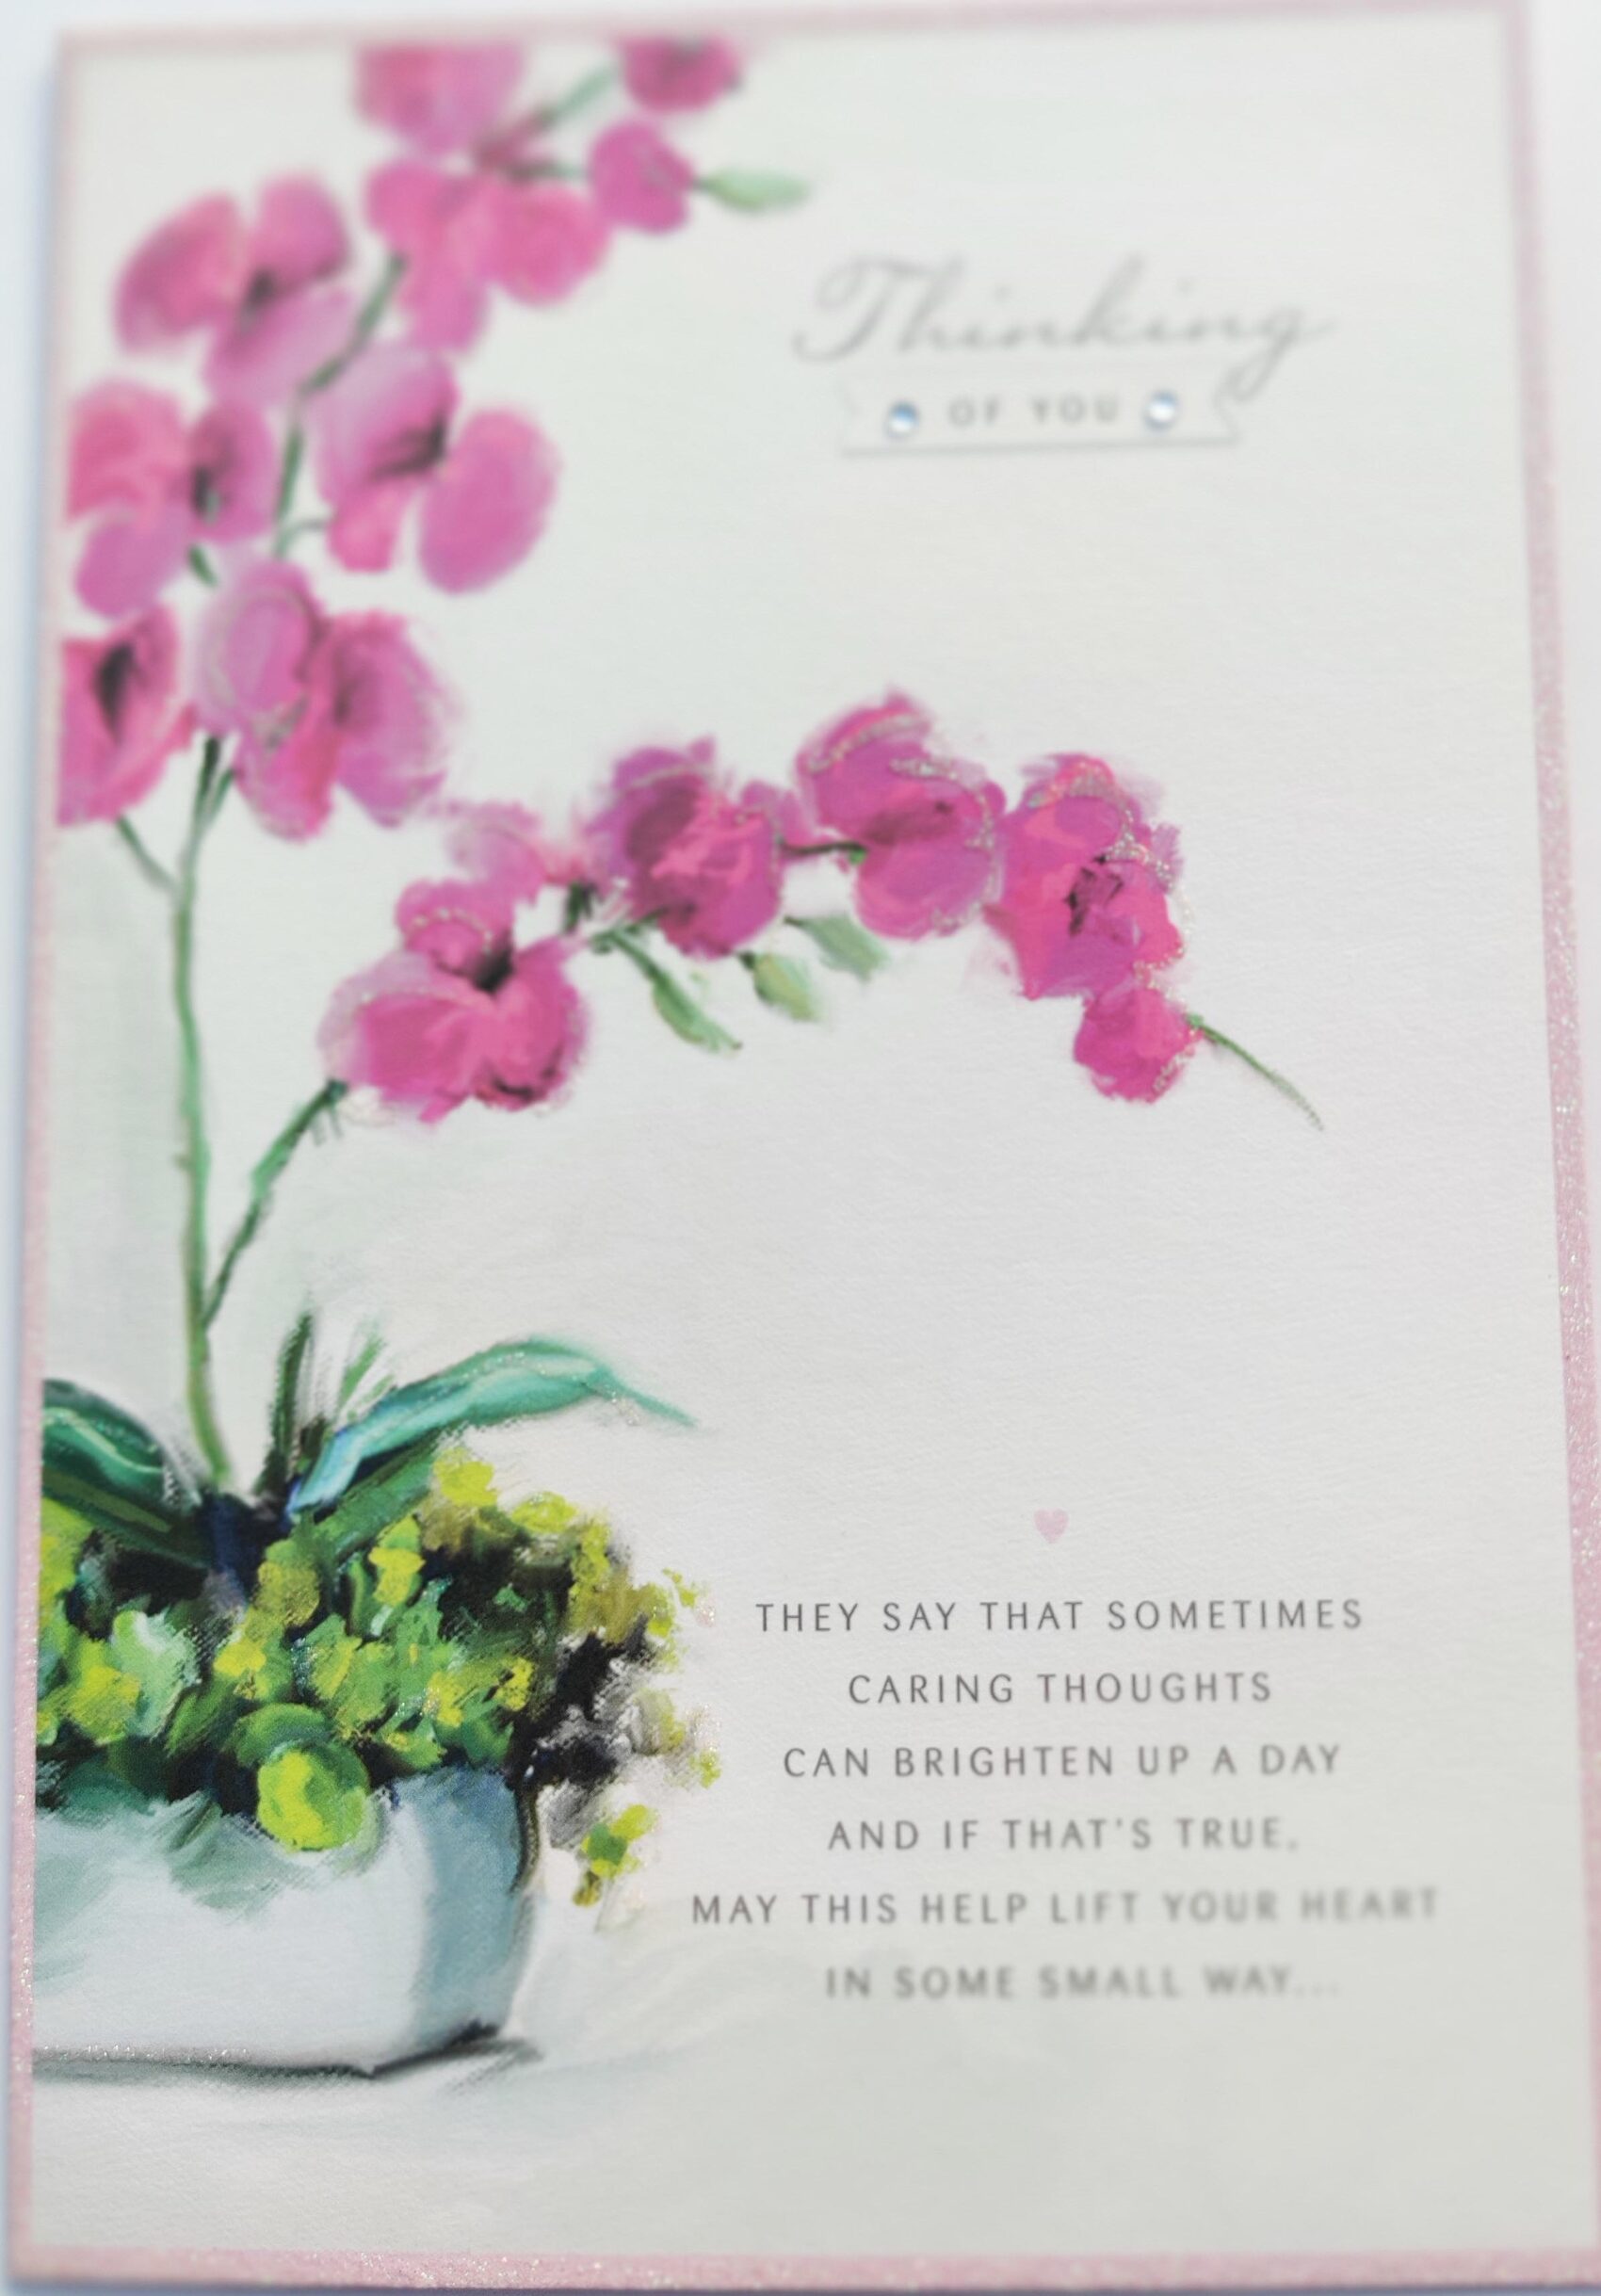 Thinking
OF YOU
THEY SAY THAT SOMETIMES
CARING THOUGHTS
CAN BRIGHTEN UP A DAY
AND IF THAT'S TRUE,
MAY THIS HELP LIFT YOUR HEART
IN SOME SMALL WAY...